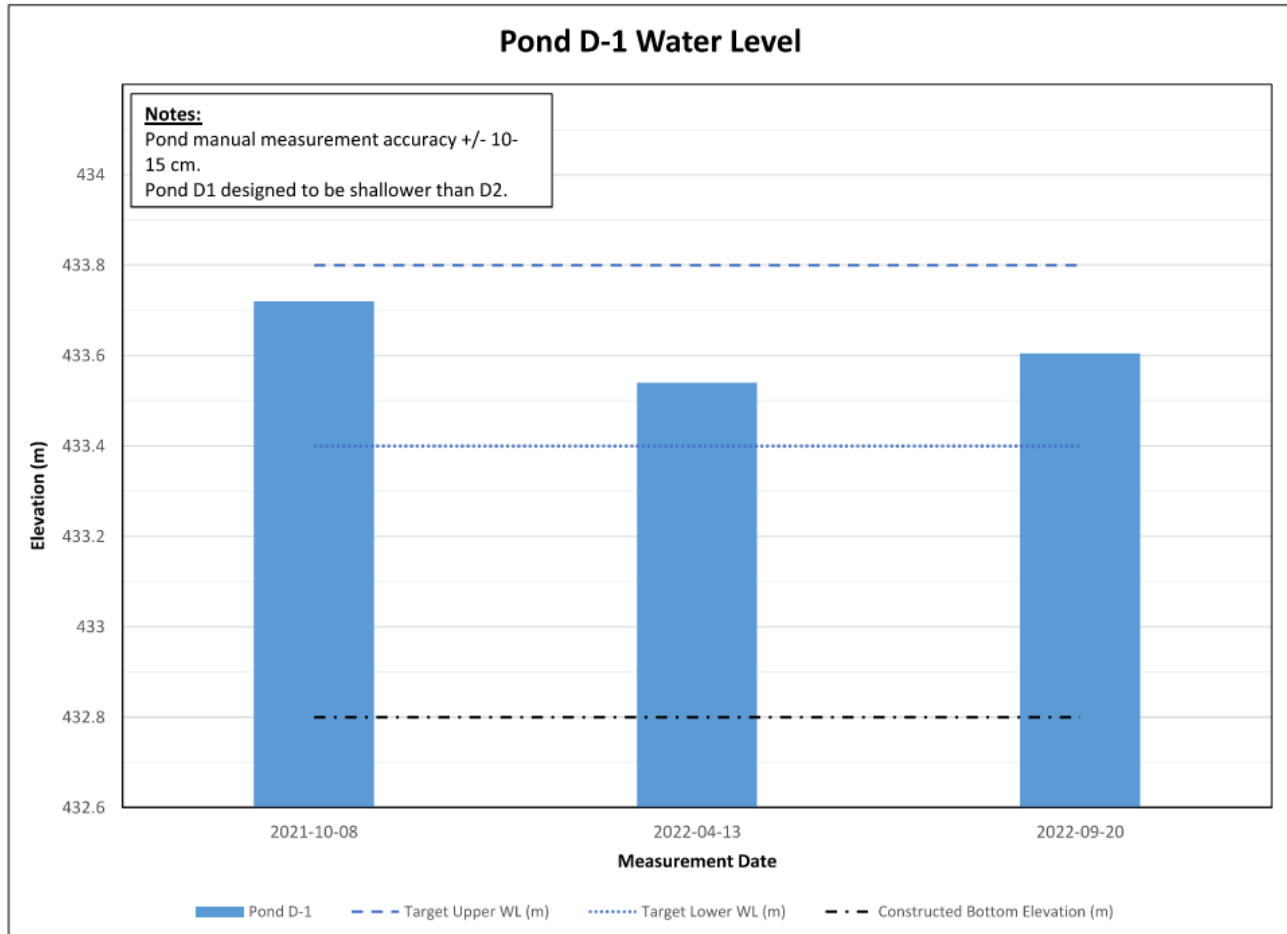 Pond D-1 Water Level
Notes:
Pond manual measurement accuracy +/- 10-
15 cm.
Pond D1 designed to be shallower than D2.
434
433.8
433.6
433.4
433.2
433
432.8
432.6
Elevation (m)
2021-10-08
2022-04-13
2022-09-20
Measurement Date
Pond D-1
Target Upper WL (m)
Target Lower WL (m)
Constructed Bottom Elevation (m)